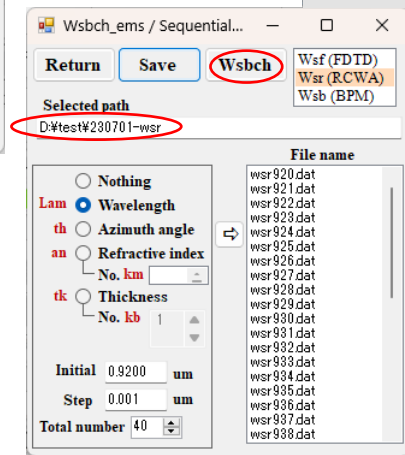 Wsbch_ems / Sequential...
Return
Save
Wsbch
Wsf (FDTD)
Wsr (RCWA)
Wsb (BPM)
Selected path
D:¥test¥230701-wsr
File name
Nothing
Lam Wavelength
th Azimuth angle
an Refractive index
No. km
tk Thickness
No. kb 1
Initial 0.9200 um
Step 0.001 um
Total number 40
wsr920.dat
wsr921.dat
wsr922.dat
wsr923.dat
wsr924.dat
wsr925.dat
wsr926.dat
wsr927.dat
wsr928.dat
wsr929.dat
wsr930.dat
wsr931.dat
wsr932.dat
wsr933.dat
wsr934.dat
wsr935.dat
wsr936.dat
wsr937.dat
wsr938.dat